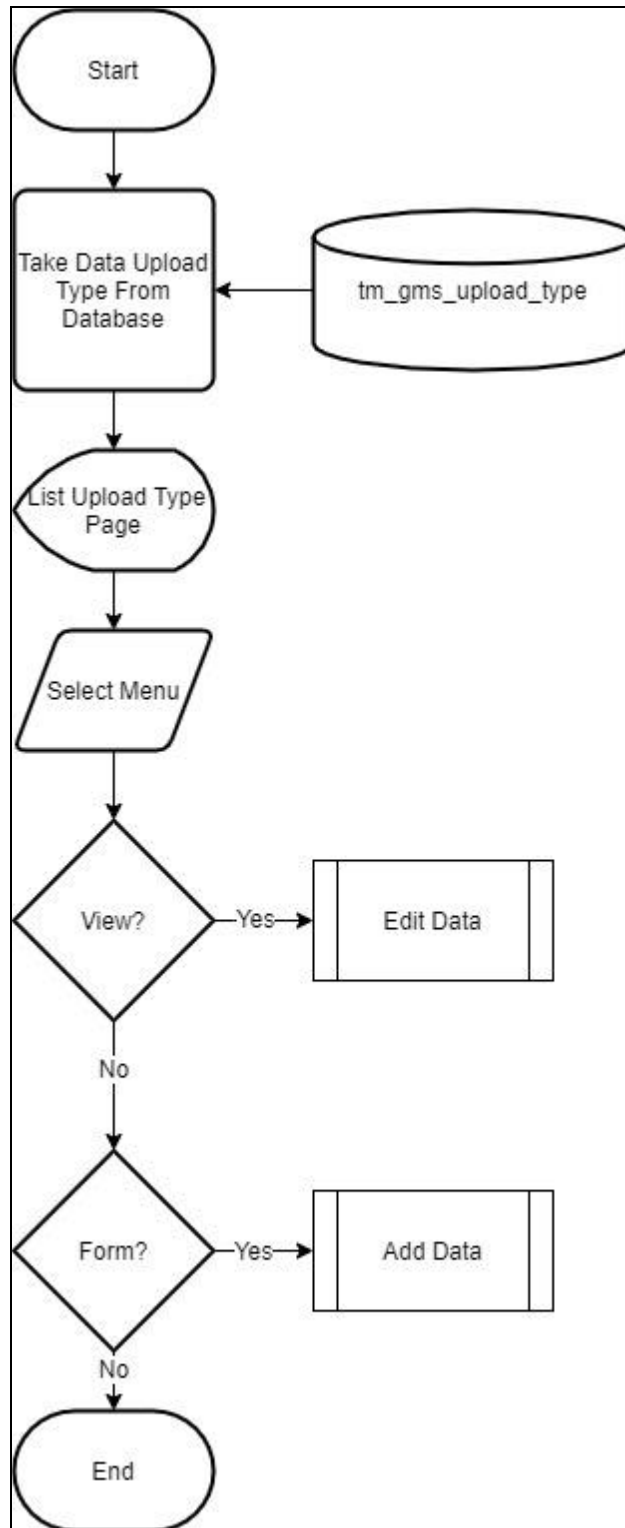 Start
Take Data Upload
Type From
Database
tm_gms_upload_type
List Upload Type
Page
Select Menu
View?
Yes
Edit Data
No
Form?
Yes
Add Data
No
End